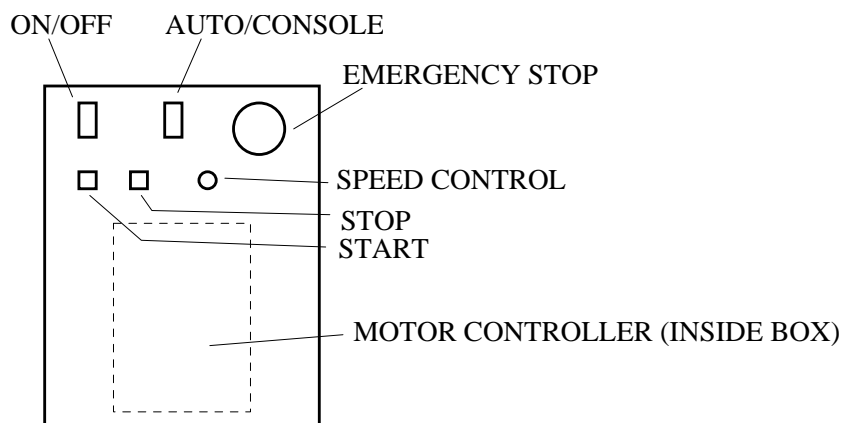 ON/OFF
AUTO/CONSOLE
EMERGENCY STOP
SPEED CONTROL
STOP
START
MOTOR CONTROLLER (INSIDE BOX)